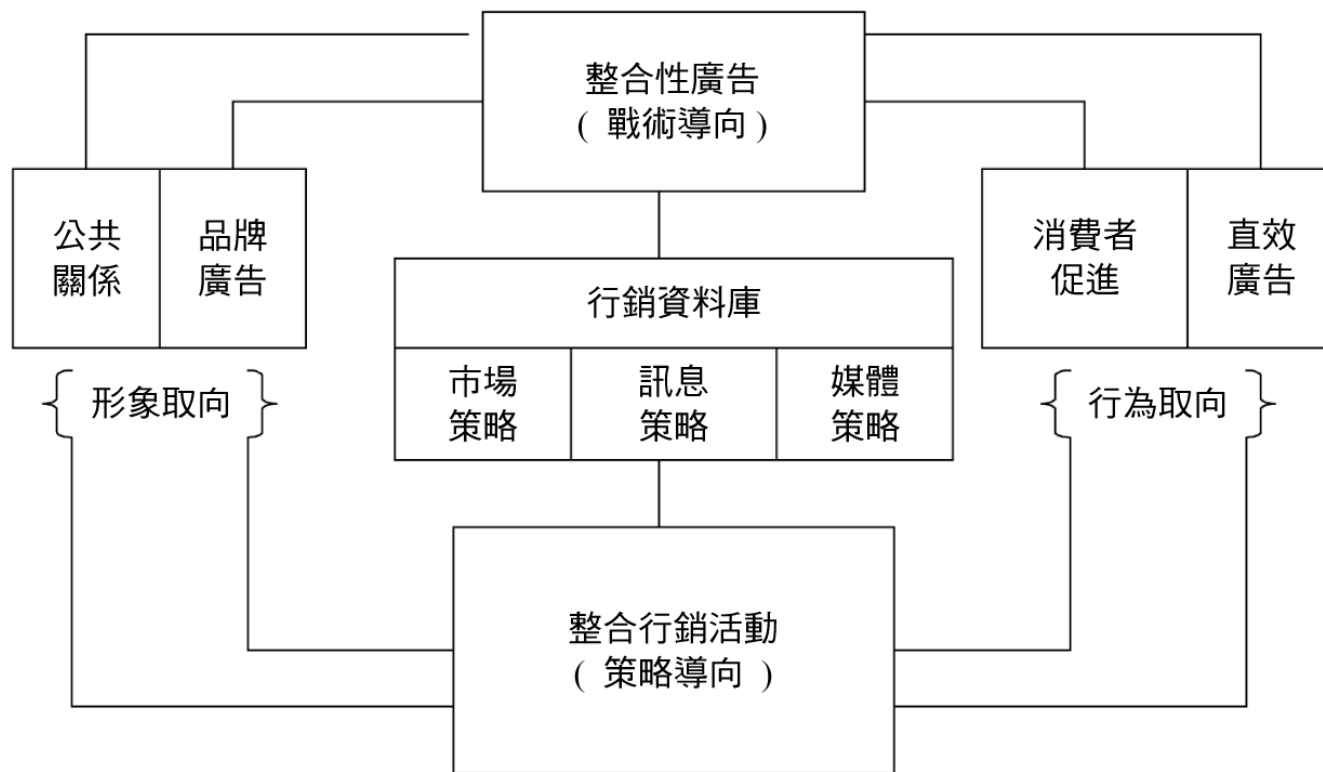 整合性廣告
( 戰術導向 )
公共
關係
品牌
廣告
消費者
促進
直效
廣告
行銷資料庫
市場
策略
訊息
策略
媒體
策略
形象取向
行為取向
整合行銷活動
( 策略導向 )